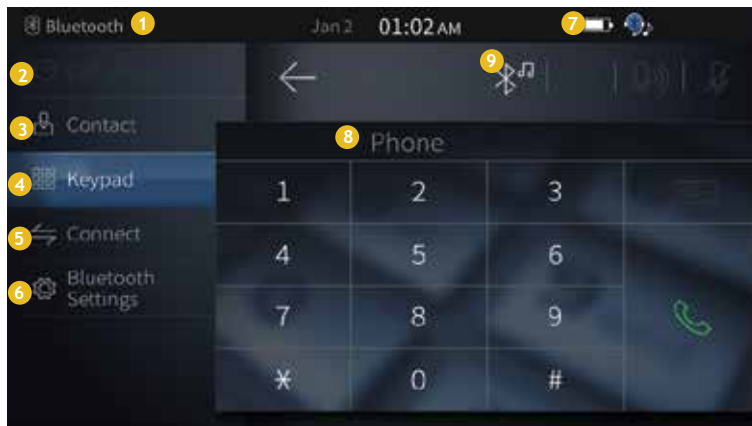 Bluetooth 1 Jan 2 01:02 AM 7
2
9
3 Contact
8 Phone
4 Keypad
1 2 3
5 Connect
4 5 6
6 Bluetooth
Settings
7 8 9
* 0 #